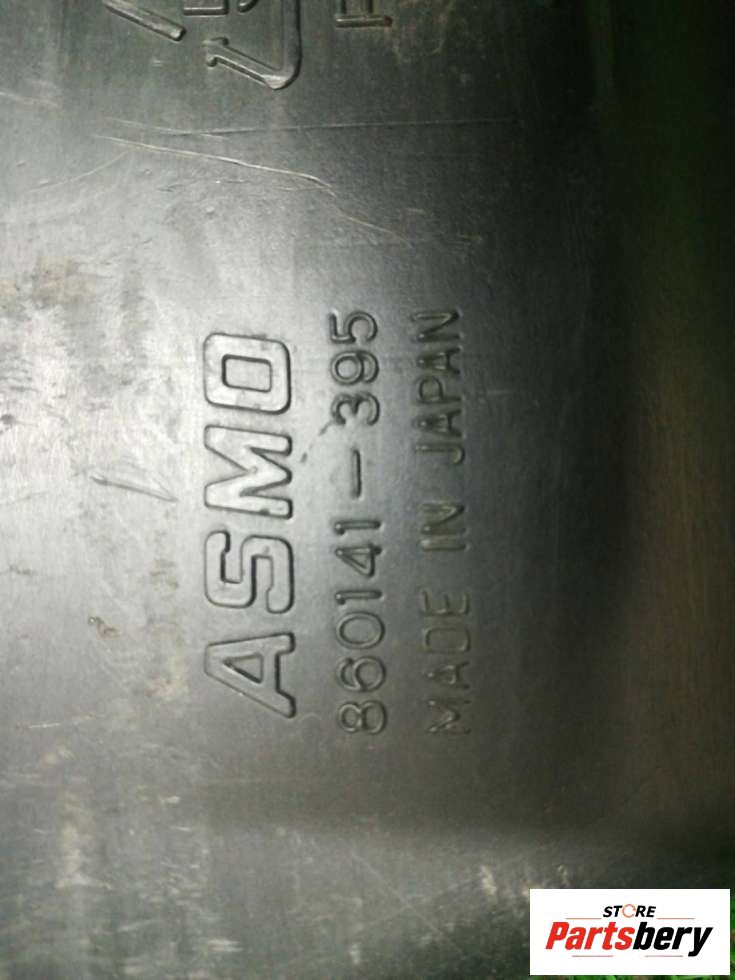 ASMO
860141-395
MADE IN JAPAN
STORE
Partsbery